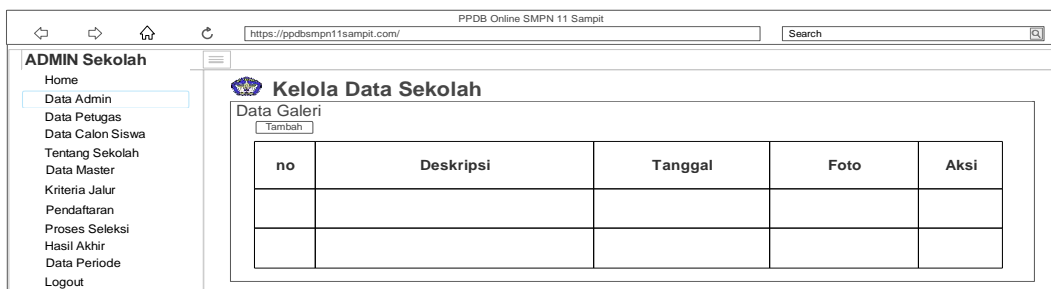 PPDB Online SMPN 11 Sampit
https://ppdbsmpn11sampit.com/ Search
ADMIN Sekolah
Home
Data Admin
Data Petugas
Data Calon Siswa
Tentang Sekolah
Data Master
Kriteria Jalur
Pendaftaran
Proses Seleksi
Hasil Akhir
Data Periode
Logout
Kelola Data Sekolah
Data Galeri
Tambah
no Deskripsi Tanggal Foto Aksi